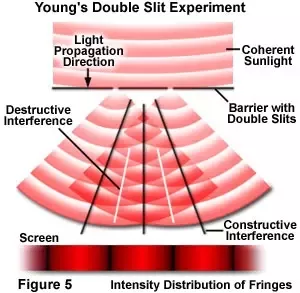 Young's Double Slit Experiment
Light
Propagation
Direction
Coherent
Sunlight
Destructive
Interference
Barrier with
Double Slits
Constructive
Interference
Screen
Figure 5
Intensity Distribution of Fringes